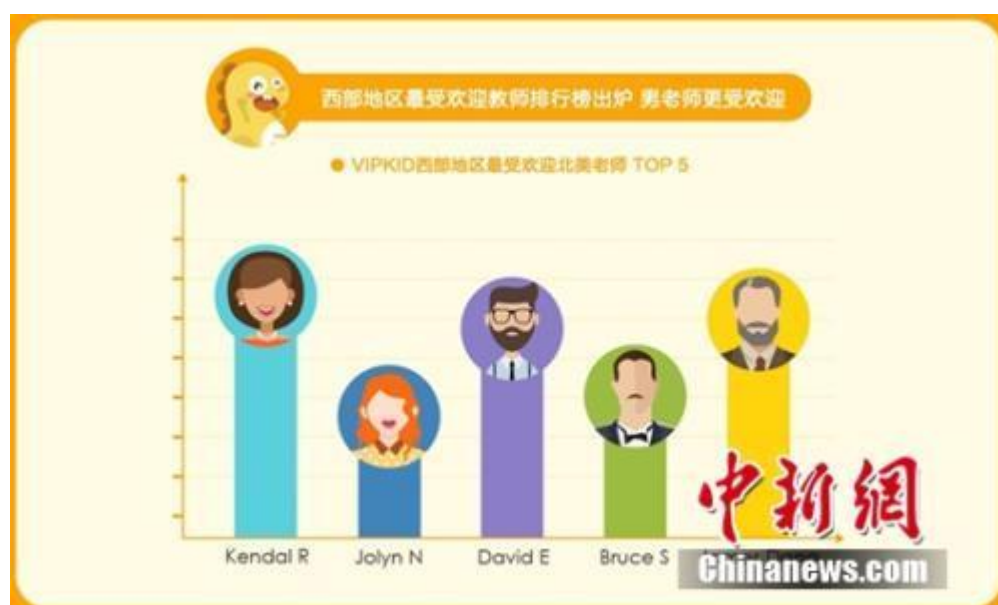 西部地区最受欢迎教师排行榜出炉 男老师更受欢迎
VIPKID西部地区最受欢迎北美老师 TOP 5
Kendal R
Jolyn N
David E
Bruce S
中新網
Chinanews.com